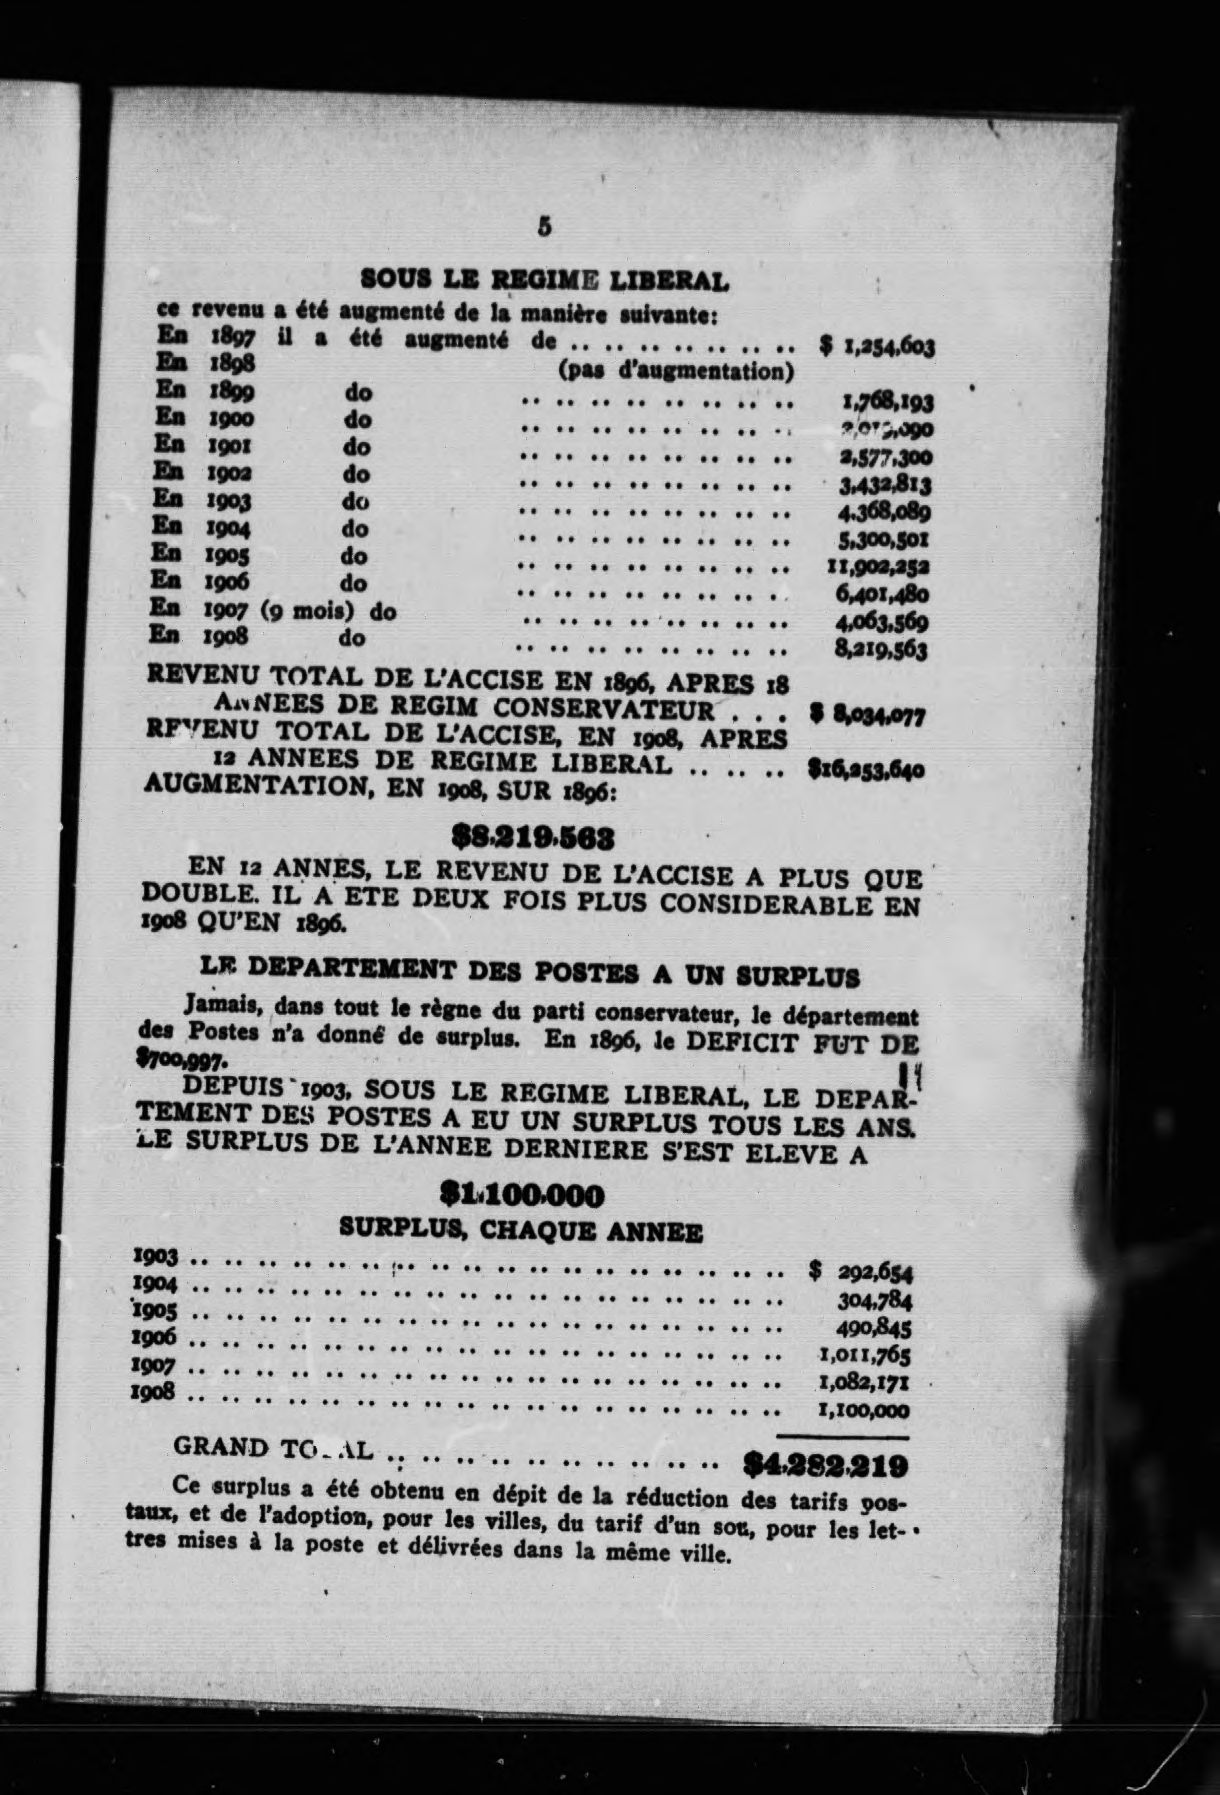 5
SOUS LE REGIME LIBERAL
ce revenu a été augmenté de la manière suivante:
En 1897 il a été augmenté de .. .. .. .. .. .. .. $ 1,254,603
En 1898 (pas d'augmentation)
En 1899 do .. .. .. .. .. .. .. .. 1,768,193
En 1900 do .. .. .. .. .. .. .. ..
En 1901 do .. .. .. .. .. .. .. .. 2,577,300
En 1902 do .. .. .. .. .. .. .. .. 3,432,813
En 1903 do .. .. .. .. .. .. .. .. 4,368,089
En 1904 do .. .. .. .. .. .. .. .. 5,300,501
En 1905 do .. .. .. .. .. .. .. .. 11,902,252
En 1906 do .. .. .. .. .. .. .. .. 6,401,480
En 1907 (9 mois) do .. .. .. .. .. .. .. .. 4,063,569
En 1908 do .. .. .. .. .. .. .. .. 8,219,563
REVENU TOTAL DE L'ACCISE EN 1896, APRES 18
ANNEES DE REGIM CONSERVATEUR . . . $ 8,034,077
REVENU TOTAL DE L'ACCISE, EN 1908, APRES
12 ANNEES DE REGIME LIBERAL .. .. .. $16,253,640
AUGMENTATION, EN 1908, SUR 1896:
$8,219,563
EN 12 ANNES, LE REVENU DE L'ACCISE A PLUS QUE
DOUBLE. IL A ETE DEUX FOIS PLUS CONSIDERABLE EN
1908 QU'EN 1896.
LE DEPARTEMENT DES POSTES A UN SURPLUS
Jamais, dans tout le règne du parti conservateur, le département
des Postes n'a donné de surplus. En 1896, le DEFICIT FUT DE
$700,997.
DEPUIS 1903, SOUS LE REGIME LIBERAL, LE DEPAR-
TEMENT DES POSTES A EU UN SURPLUS TOUS LES ANS.
LE SURPLUS DE L'ANNEE DERNIERE S'EST ELEVE A
$1,100,000
SURPLUS, CHAQUE ANNEE
1903 .. .. .. .. .. .. .. .. .. .. .. .. .. .. .. .. .. .. $ 292,654
1904 .. .. .. .. .. .. .. .. .. .. .. .. .. .. .. .. .. .. 304,784
1905 .. .. .. .. .. .. .. .. .. .. .. .. .. .. .. .. .. .. 490,845
1906 .. .. .. .. .. .. .. .. .. .. .. .. .. .. .. .. .. .. 1,011,765
1907 .. .. .. .. .. .. .. .. .. .. .. .. .. .. .. .. .. .. 1,082,171
1908 .. .. .. .. .. .. .. .. .. .. .. .. .. .. .. .. .. .. 1,100,000
GRAND TOTAL .. .. .. .. .. .. .. .. .. .. $4,282,219
Ce surplus a été obtenu en dépit de la réduction des tarifs pos-
taux, et de l'adoption, pour les villes, du tarif d'un sou, pour les let-
tres mises à la poste et délivrées dans la même ville.